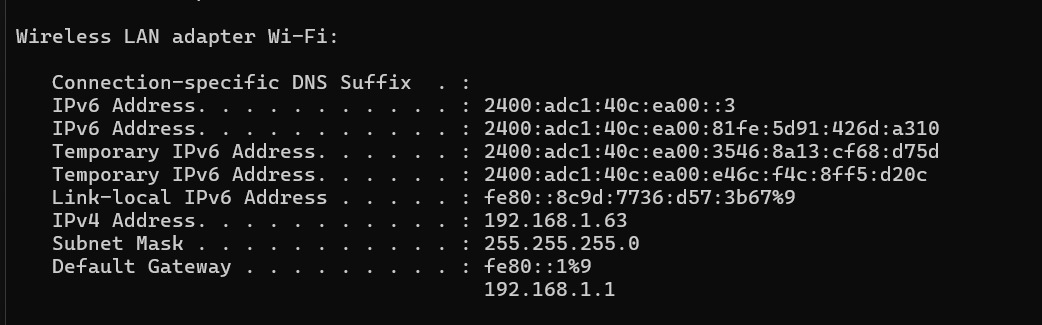 Wireless LAN adapter Wi-Fi:
Connection-specific DNS Suffix  . :
IPv6 Address. . . . . . . . . . . : 2400:adc1:40c:ea00::3
IPv6 Address. . . . . . . . . . . : 2400:adc1:40c:ea00:81fe:5d91:426d:a310
Temporary IPv6 Address. . . . . . : 2400:adc1:40c:ea00:3546:8a13:cf68:d75d
Temporary IPv6 Address. . . . . . : 2400:adc1:40c:ea00:e46c:f4c:8ff5:d20c
Link-local IPv6 Address . . . . . : fe80::8c9d:7736:d57:3b67%9
IPv4 Address. . . . . . . . . . . : 192.168.1.63
Subnet Mask . . . . . . . . . . . : 255.255.255.0
Default Gateway . . . . . . . . . : fe80::1%9
192.168.1.1